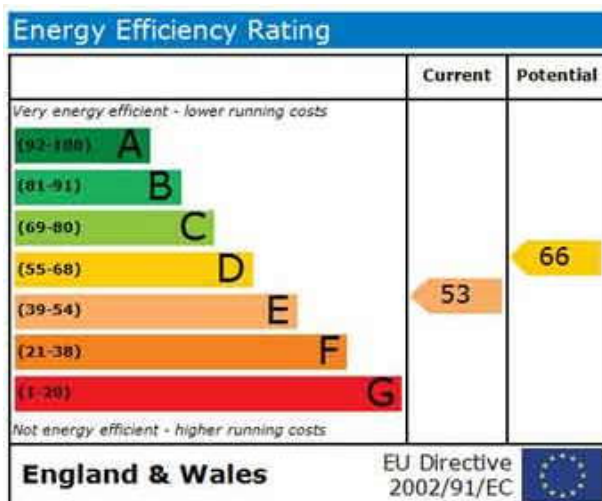 Energy Efficiency Rating
Current Potential
Very energy efficient - lower running costs
(92-100) A
(81-91) B
(69-80) C
(55-68) D
66
(39-54) E
53
(21-38) F
(1-20) G
Not energy efficient - higher running costs
England & Wales
EU Directive
2002/91/EC